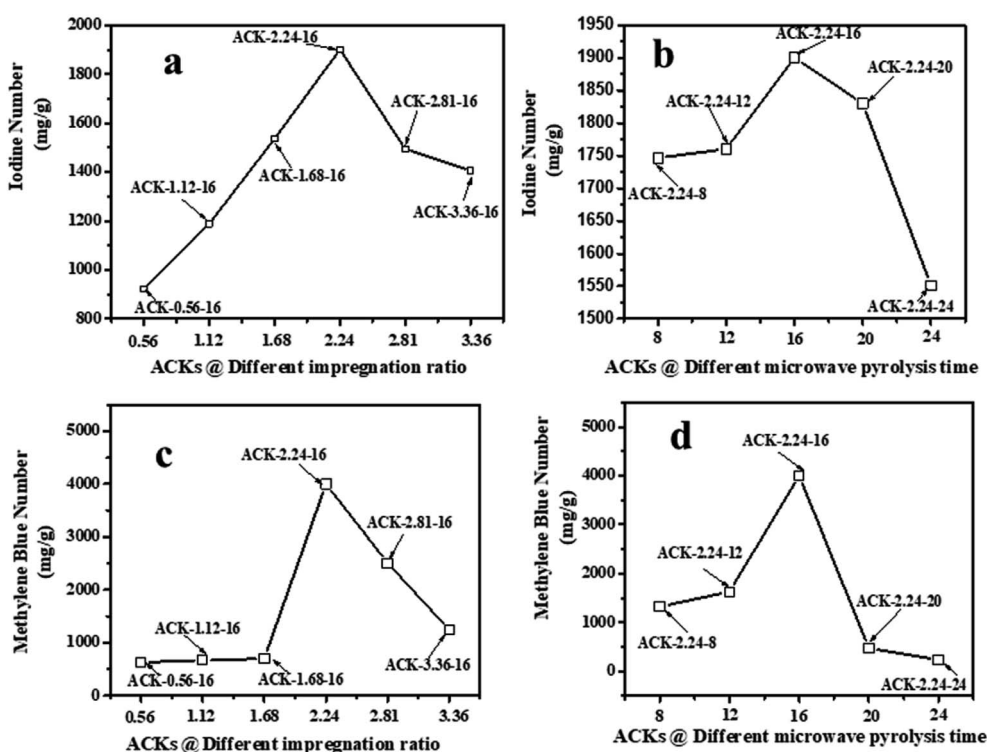 a
Iodine Number
(mg/g)
2000
1800
1600
1400
1200
1000
800
ACK-2.24-16
ACK-2.81-16
ACK-1.12-16
ACK-1.68-16
ACK-3.36-16
ACK-0.56-16
0.56 1.12 1.68 2.24 2.81 3.36
ACKs @ Different impregnation ratio
b
Iodine Number
(mg/g)
1950
1900
1850
1800
1750
1700
1650
1600
1550
1500
ACK-2.24-16
ACK-2.24-20
ACK-2.24-12
ACK-2.24-8
ACK-2.24-24
8 12 16 20 24
ACKs @ Different microwave pyrolysis time
c
Methylene Blue Number
(mg/g)
5000
4000
3000
2000
1000
0
ACK-2.24-16
ACK-2.81-16
ACK-1.12-16
ACK-3.36-16
ACK-0.56-16
ACK-1.68-16
0.56 1.12 1.68 2.24 2.81 3.36
ACKs @ Different impregnation ratio
d
Methylene Blue Number
(mg/g)
5000
4000
3000
2000
1000
0
ACK-2.24-16
ACK-2.24-12
ACK-2.24-20
ACK-2.24-8
ACK-2.24-24
8 12 16 20 24
ACKs @ Different microwave pyrolysis time